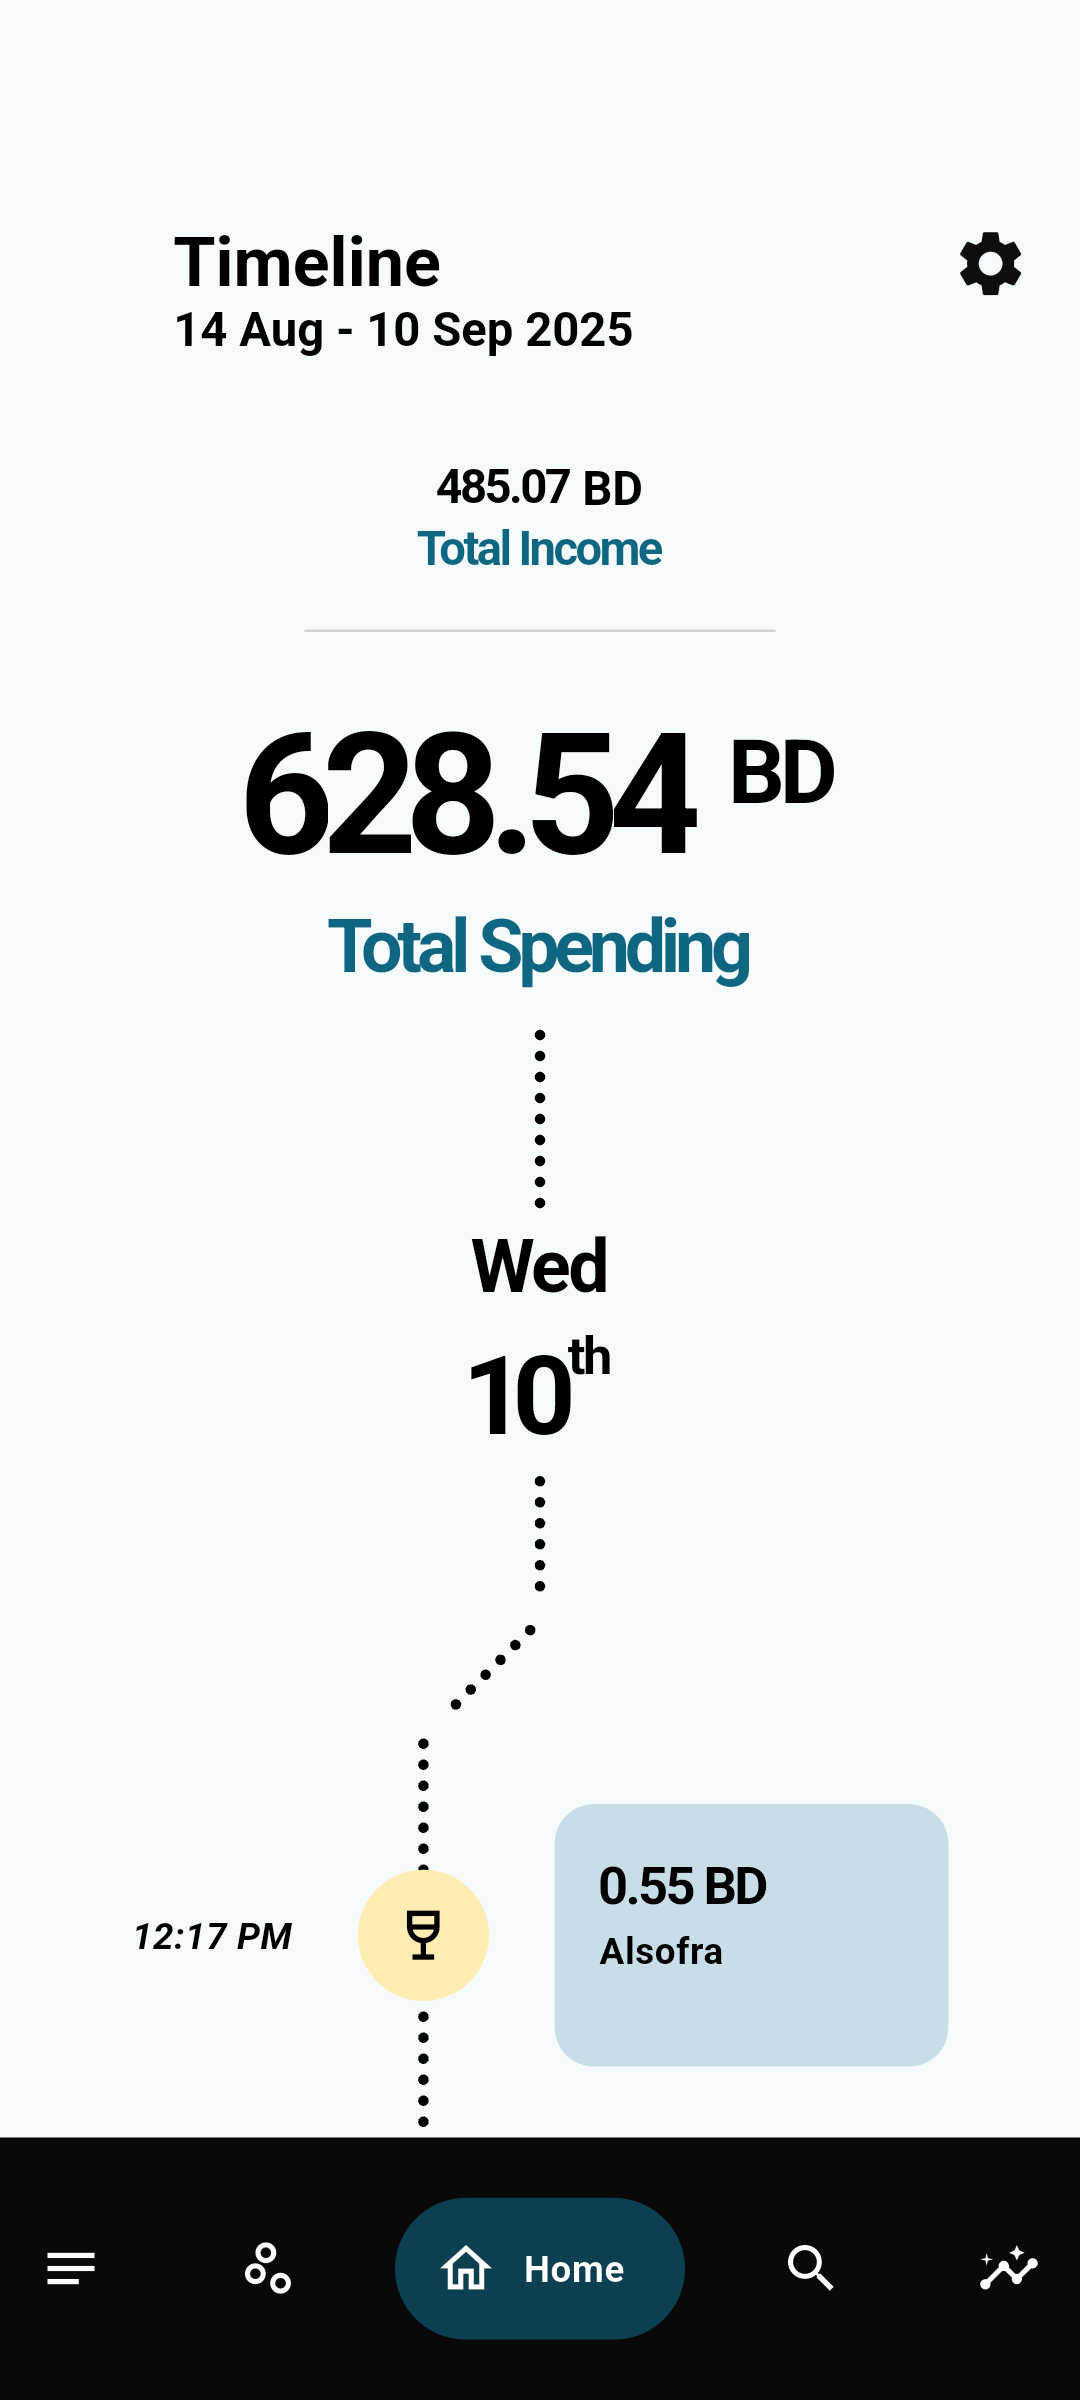 Timeline
14 Aug - 10 Sep 2025
485.07 BD
Total Income
628.54 BD
Total Spending
Wed
10th
12:17 PM
0.55 BD
Alsofra
Home